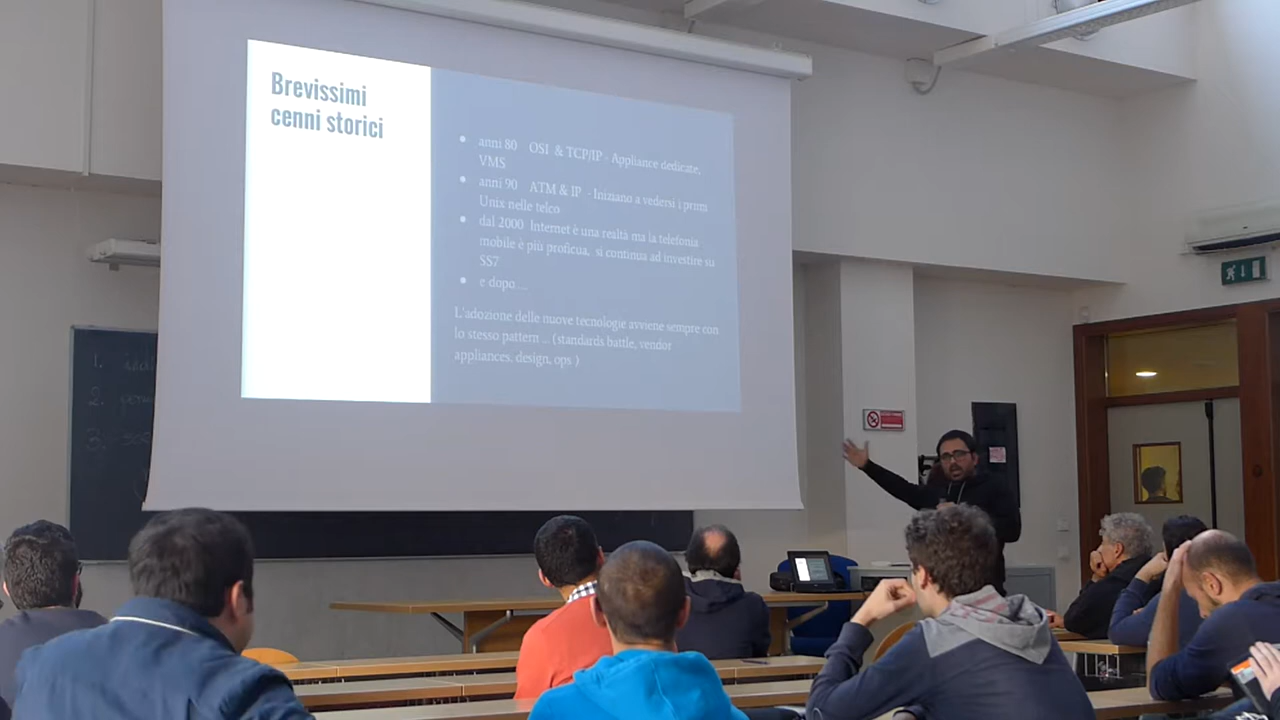 Brevissimi
cenni storici
anni 80 OSI & TCP/IP - Appliance dedicate,
VMS
anni 90 ATM & IP - Iniziano a vedersi i primi
Unix nelle telco
dal 2000 Internet è una realtà ma la telefonia
mobile è più proficua, si continua ad investire su
SS7
e dopo ...
L'adozione delle nuove tecnologie avviene sempre con
lo stesso pattern ... (standards battle, vendor
appliances, design, ops )
1.
2.
3.